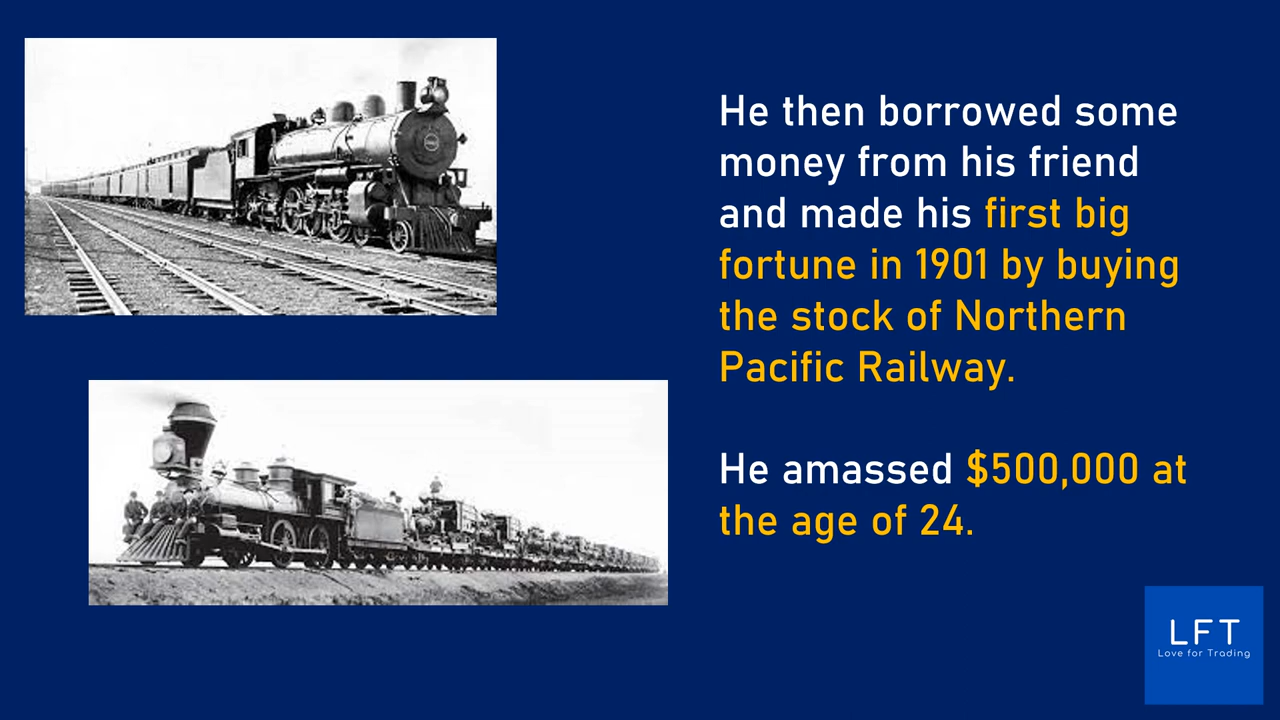 He then borrowed some
money from his friend
and made his first big
fortune in 1901 by buying
the stock of Northern
Pacific Railway.
He amassed $500,000 at
the age of 24.
LFT
Love for Trading